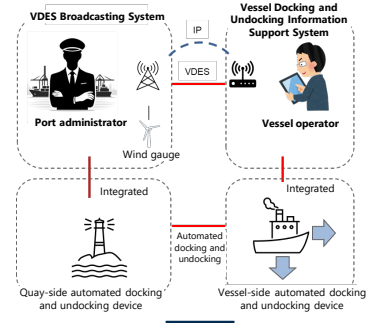 VDES Broadcasting System
Vessel Docking and
Undocking Information
Support System
IP
VDES
Port administrator
Vessel operator
Wind gauge
Integrated
Integrated
Automated
docking and
undocking
Quay-side automated docking
and undocking device
Vessel-side automated docking
and undocking device